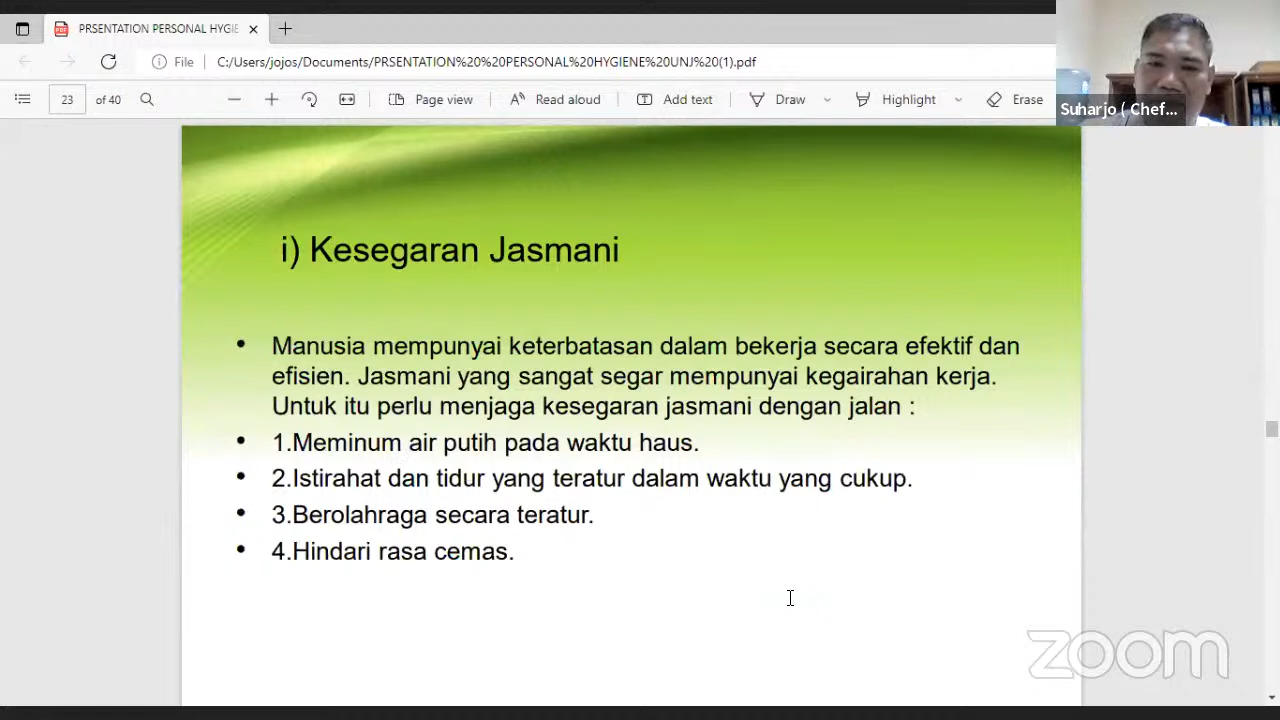 PRSENTATION PERSONAL HYGIE
File C:/Users/jojos/Documents/PRSENTATION%20%20PERSONAL%20HYGIENE%20UNJ%20(1).pdf
23 of 40 Page view Read aloud Add text Draw Highlight Erase
Suharjo ( Chef...
i) Kesegaran Jasmani
• Manusia mempunyai keterbatasan dalam bekerja secara efektif dan
efisien. Jasmani yang sangat segar mempunyai kegairahan kerja.
Untuk itu perlu menjaga kesegaran jasmani dengan jalan :
• 1.Meminum air putih pada waktu haus.
• 2.Istirahat dan tidur yang teratur dalam waktu yang cukup.
• 3.Berolahraga secara teratur.
• 4.Hindari rasa cemas.
zoom